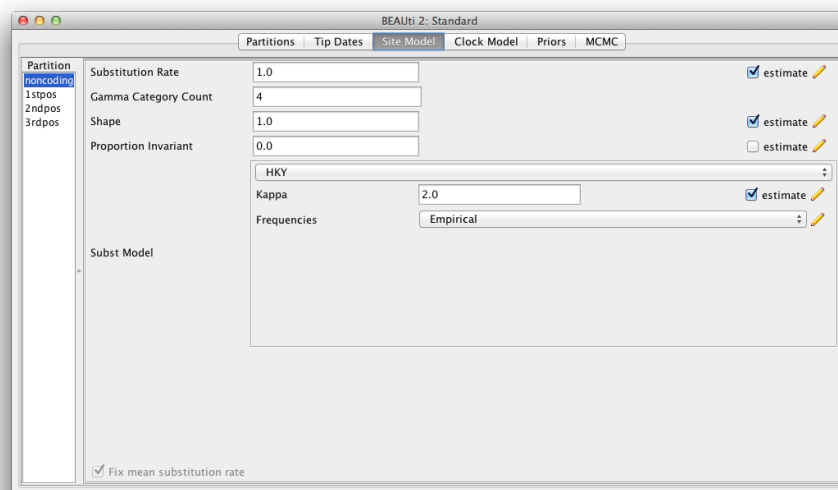 BEAUti 2: Standard
Partitions Tip Dates Site Model Clock Model Priors MCMC
Partition
noncoding
1stpos
2ndpos
3rdpos
Substitution Rate 1.0 estimate
Gamma Category Count 4
Shape 1.0 estimate
Proportion Invariant 0.0 estimate
HKY
Kappa 2.0 estimate
Frequencies Empirical
Subst Model
Fix mean substitution rate